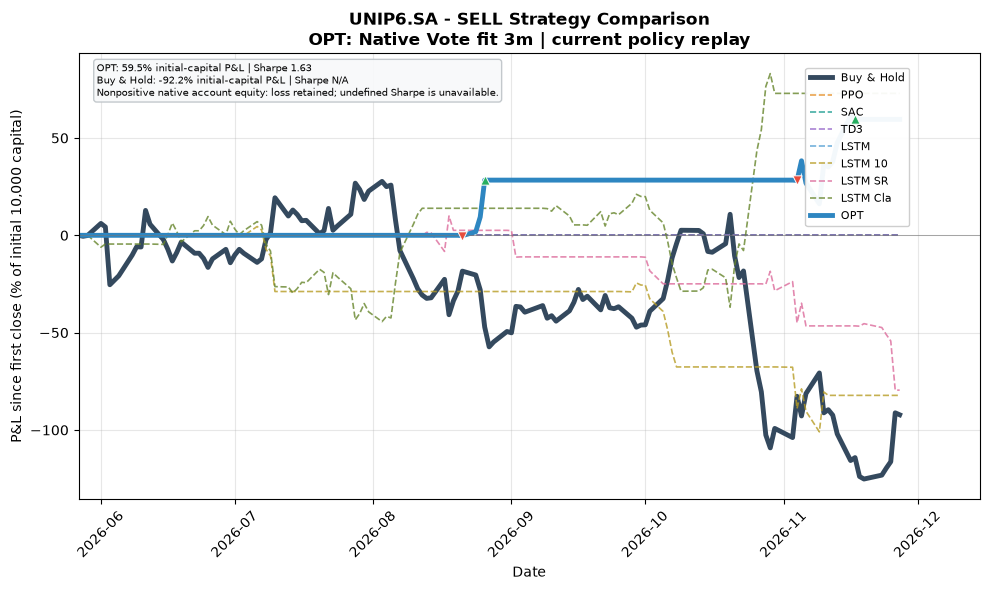 UNIP6.SA - SELL Strategy Comparison
OPT: Native Vote fit 3m | current policy replay
OPT: 59.5% initial-capital P&L | Sharpe 1.63
Buy & Hold: -92.2% initial-capital P&L | Sharpe N/A
Nonpositive native account equity: loss retained; undefined Sharpe is unavailable.
Buy & Hold
PPO
SAC
TD3
LSTM
LSTM 10
LSTM SR
LSTM Cla
OPT
P&L since first close (% of initial 10,000 capital)
50
0
−50
−100
2026-06
2026-07
2026-08
2026-09
2026-10
2026-11
2026-12
Date